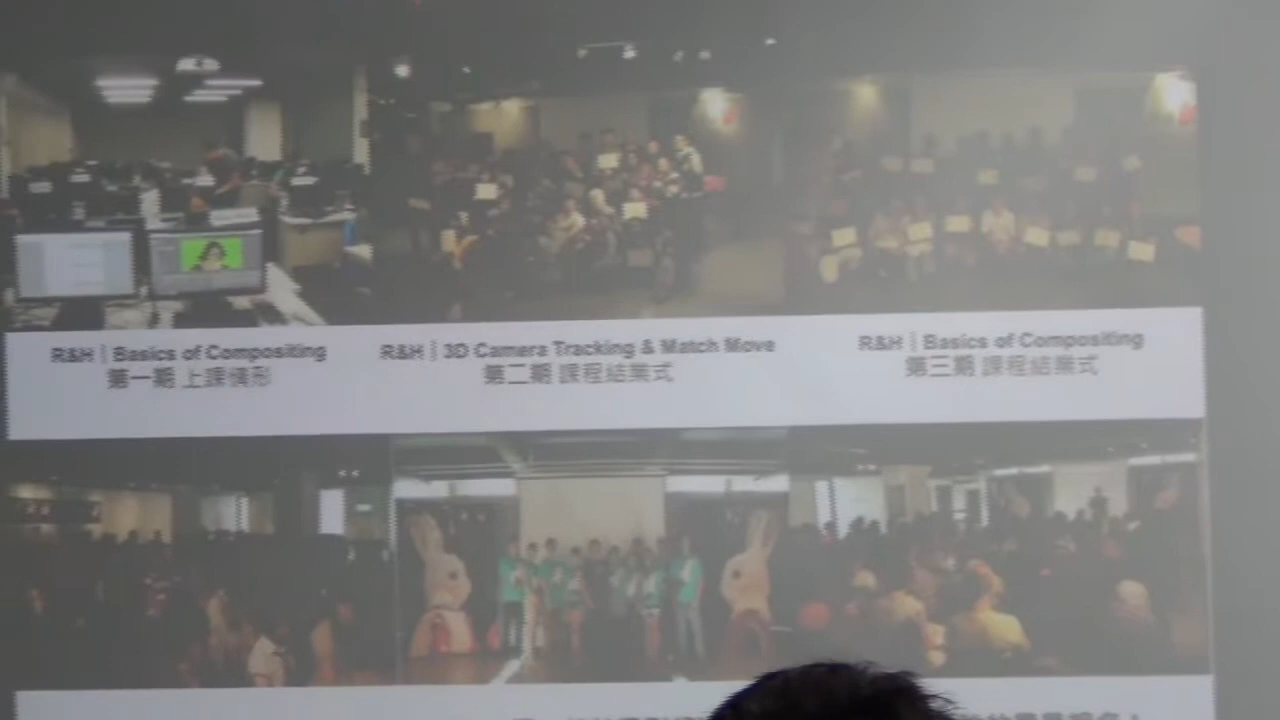 R&H | Basics of Compositing
第一期 上課情形
R&H | 3D Camera Tracking & Match Move
第二期 課程結業式
R&H | Basics of Compositing
第三期 課程結業式